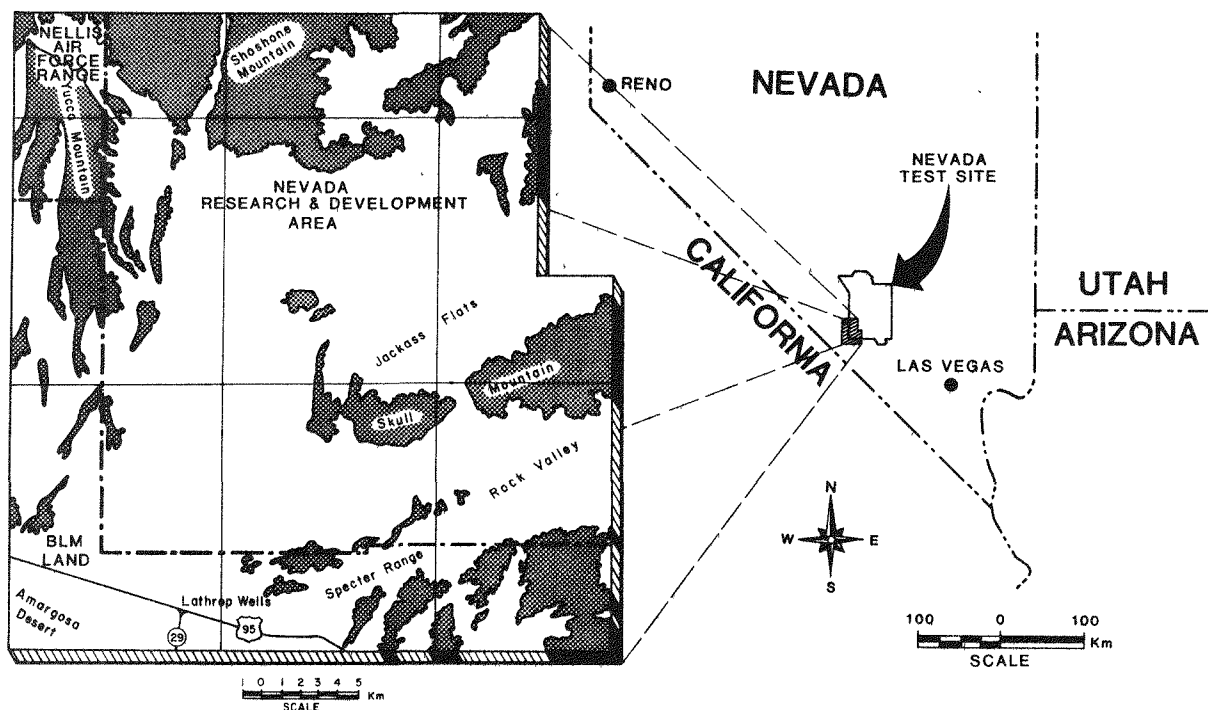 NELLIS
AIR
FORCE
RANGE
Yucca Mountain
Shoshone
Mountain
NEVADA
RESEARCH & DEVELOPMENT
AREA
Jackass Flats
Mountain
Skull
Rock Valley
BLM
LAND
Specter Range
Amargosa
Desert
Lathrop Wells
29
95
1 0 1 2 3 4 5
Km
SCALE
RENO
NEVADA
NEVADA
TEST SITE
CALIFORNIA
UTAH
ARIZONA
LAS VEGAS
N
W E
S
100 0 100
Km
SCALE